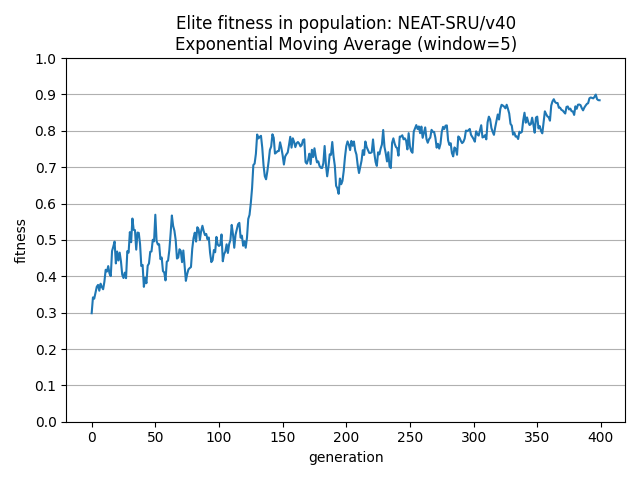 Elite fitness in population: NEAT-SRU/v40
Exponential Moving Average (window=5)
1.0
0.9
0.8
0.7
0.6
0.5
0.4
0.3
0.2
0.1
0.0
fitness
0 50 100 150 200 250 300 350 400
generation